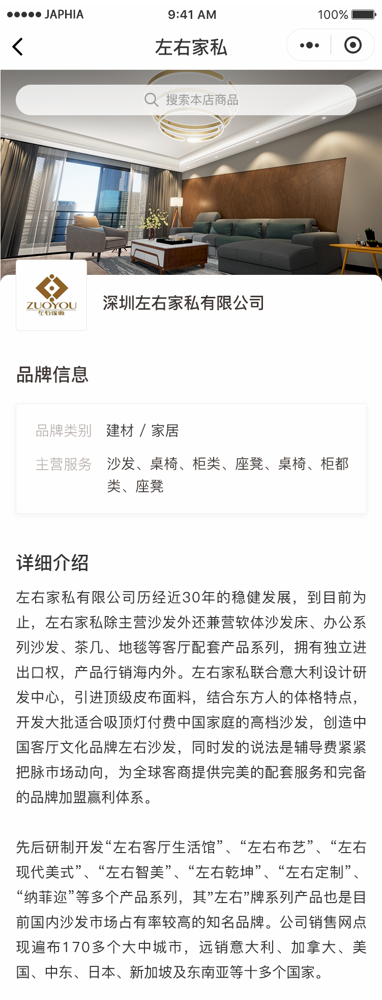 JAPHIA 9:41 AM 100%
左右家私
搜索本店商品
ZUOYOU
左右傢俬
深圳左右家私有限公司
品牌信息
品牌类别 建材 / 家居
主营服务 沙发、桌椅、柜类、座凳、桌椅、柜都
类、座凳
详细介绍
左右家私有限公司历经近30年的稳健发展，到目前为
止，左右家私除主营沙发外还兼营软体沙发床、办公系
列沙发、茶几、地毯等客厅配套产品系列，拥有独立进
出口权，产品行销海内外。左右家私联合意大利设计研
发中心，引进顶级皮布面料，结合东方人的体格特点，
开发大批适合吸顶灯付费中国家庭的高档沙发，创造中
国客厅文化品牌左右沙发，同时发的说法是辅导费紧紧
把脉市场动向，为全球客商提供完美的配套服务和完备
的品牌加盟赢利体系。
先后研制开发“左右客厅生活馆”、“左右布艺”、“左右
现代美式”、“左右智美”、“左右乾坤”、“左右定制”、
“纳菲迩”等多个产品系列，其”左右”牌系列产品也是目
前国内沙发市场占有率较高的知名品牌。公司销售网点
现遍布170多个大中城市，远销意大利、加拿大、美
国、中东、日本、新加坡及东南亚等十多个国家。